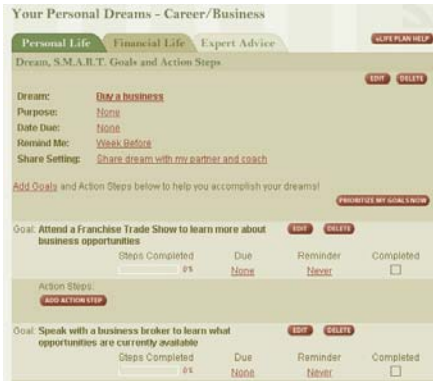 Your Personal Dreams - Career/Business
Personal Life Financial Life Expert Advice eLIFE PLAN HELP
Dream, S.M.A.R.T. Goals and Action Steps
EDIT DELETE
Dream: Buy a business
Purpose: None
Date Due: None
Remind Me: Week Before
Share Setting: Share dream with my partner and coach
Add Goals and Action Steps below to help you accomplish your dreams!
PRIORITIZE MY GOALS NOW
Goal: Attend a Franchise Trade Show to learn more about EDIT DELETE
business opportunities
Steps Completed Due Reminder Completed
0% None Never
Action Steps:
ADD ACTION STEP
Goal: Speak with a business broker to learn what EDIT DELETE
opportunities are currently available
Steps Completed Due Reminder Completed
0% None Never